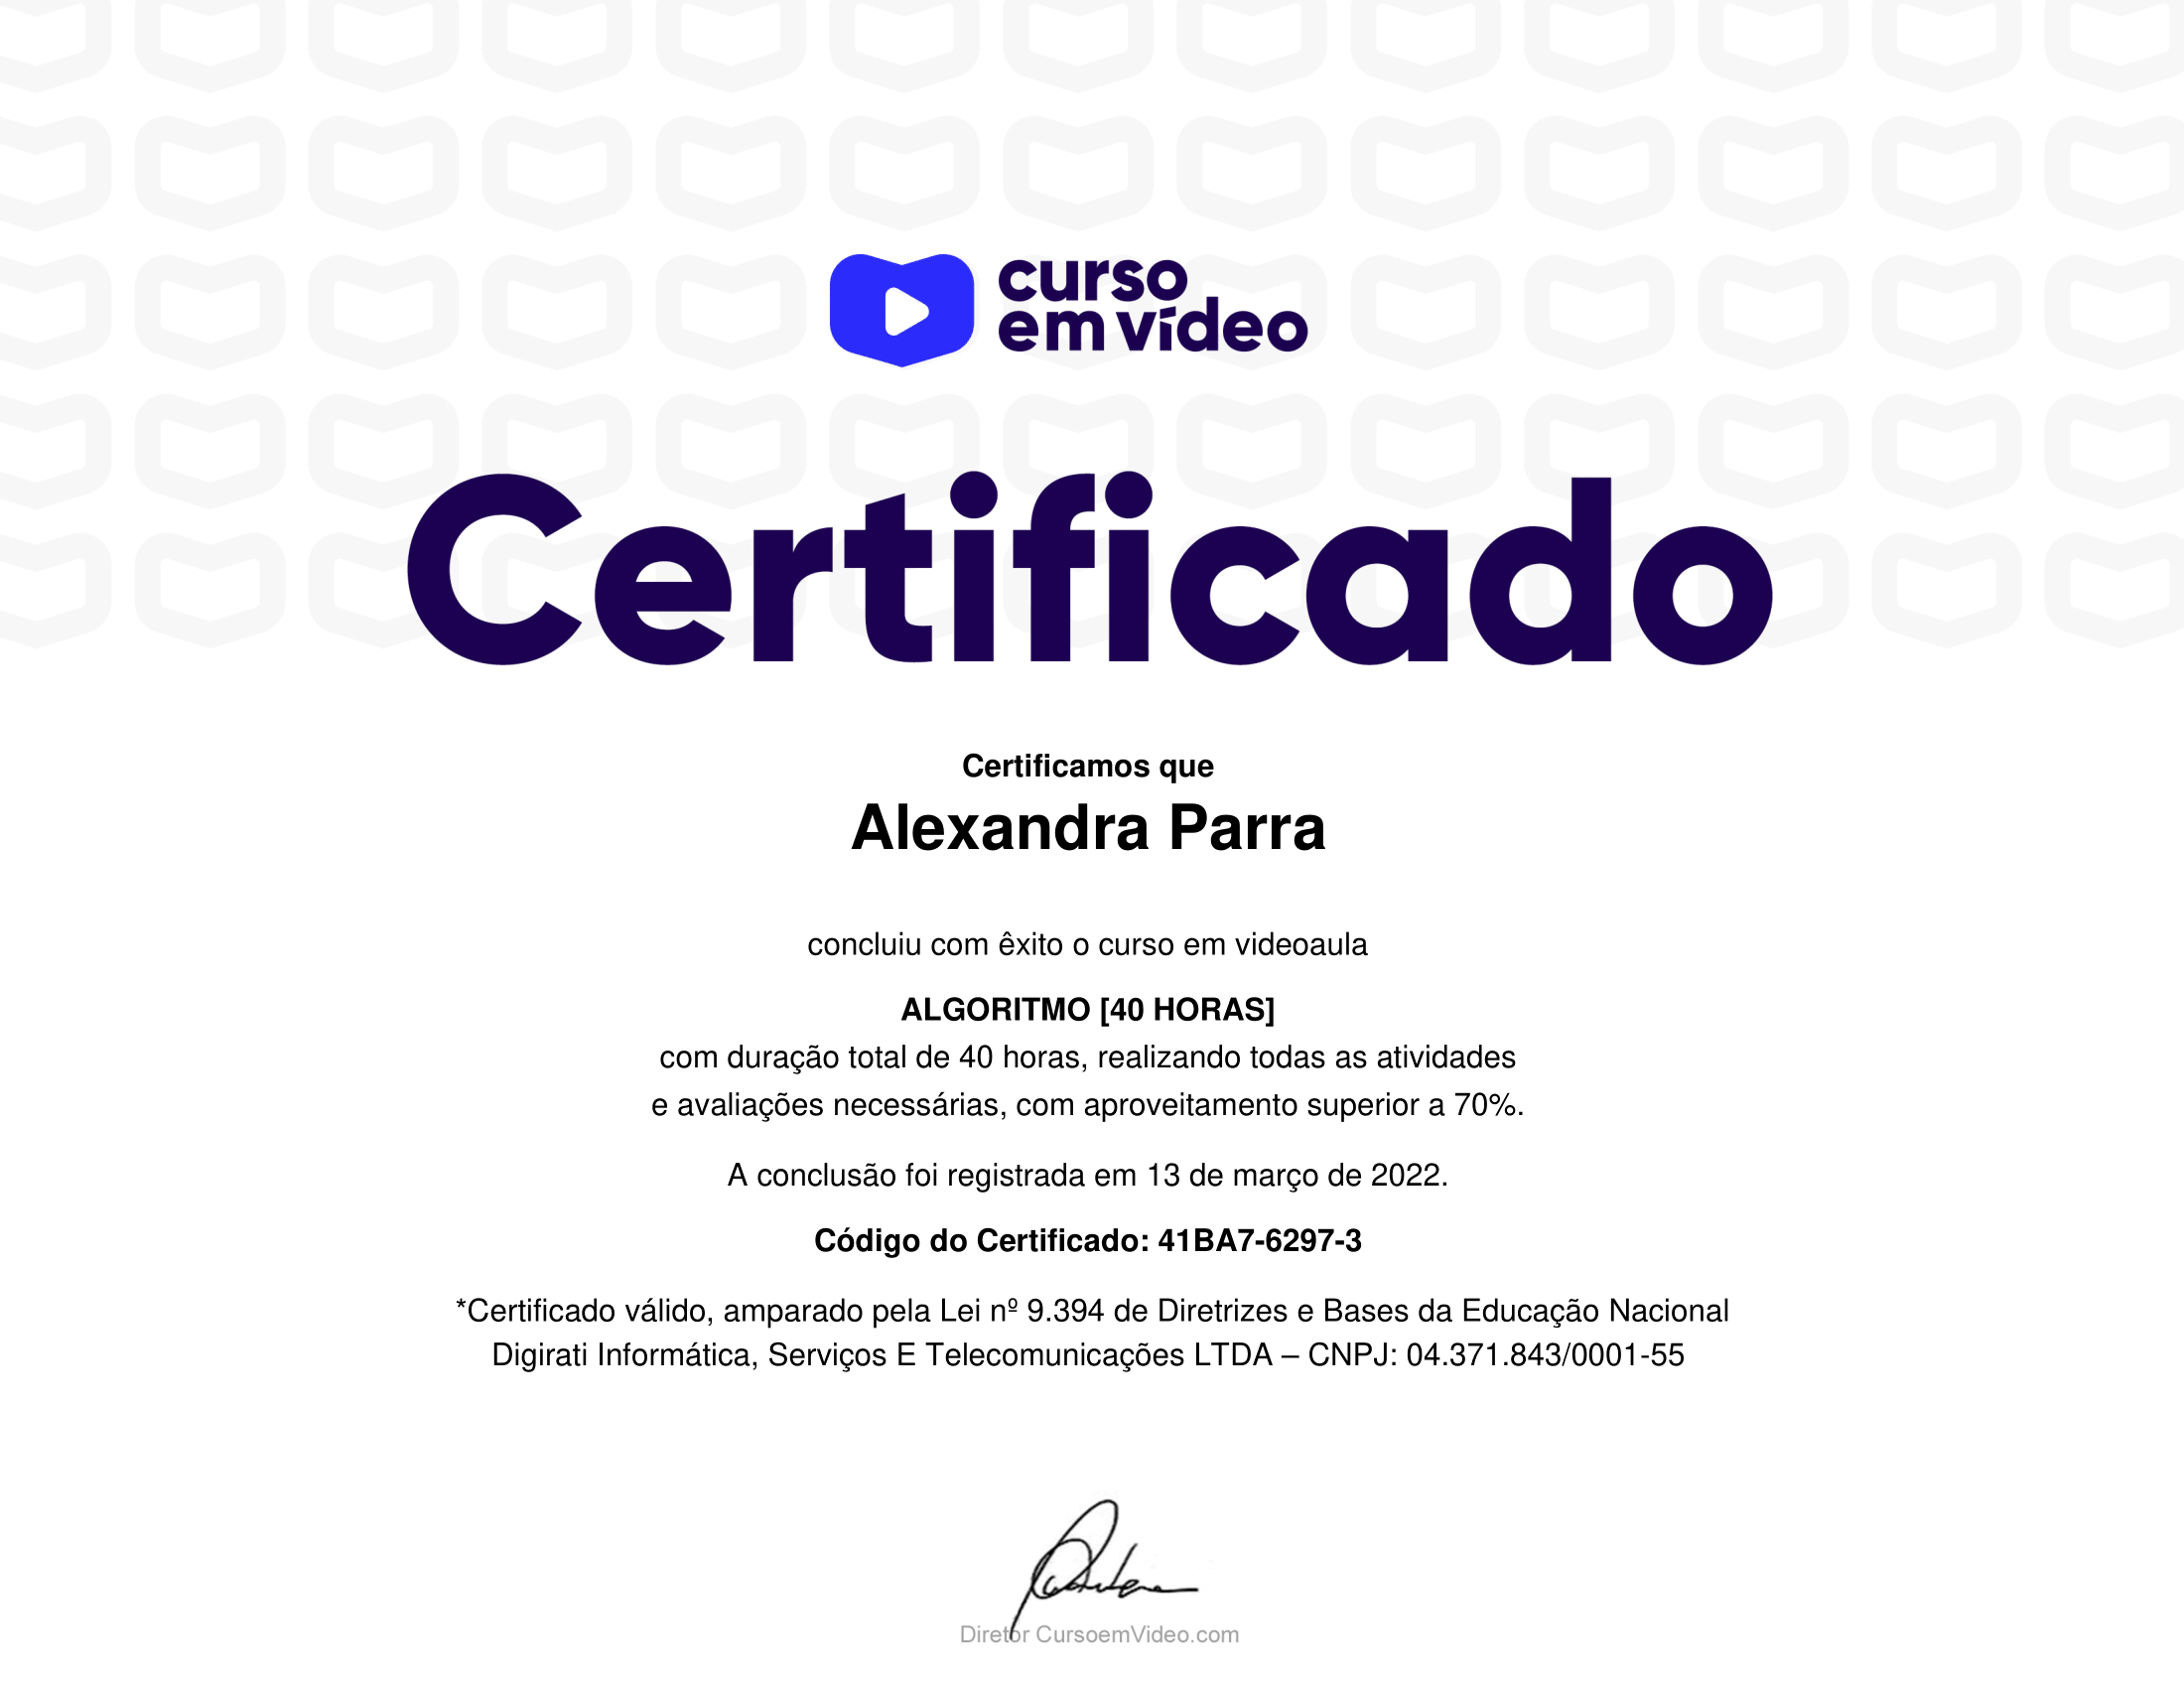 curso
em vídeo
Certificado
Certificamos que
Alexandra Parra
concluiu com êxito o curso em videoaula
ALGORITMO [40 HORAS]
com duração total de 40 horas, realizando todas as atividades
e avaliações necessárias, com aproveitamento superior a 70%.
A conclusão foi registrada em 13 de março de 2022.
Código do Certificado: 41BA7-6297-3
*Certificado válido, amparado pela Lei nº 9.394 de Diretrizes e Bases da Educação Nacional
Digirati Informática, Serviços E Telecomunicações LTDA – CNPJ: 04.371.843/0001-55
Diretor CursoemVideo.com